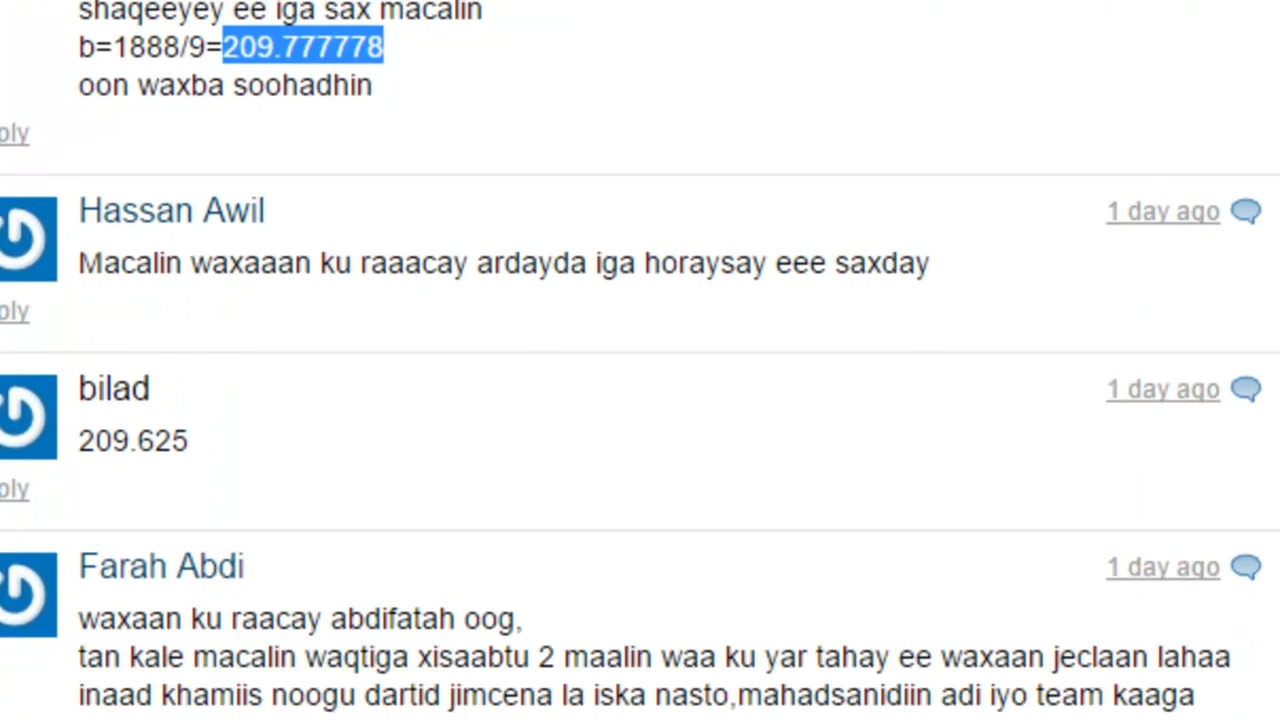 shaqeeyey ee iga sax macalin
b=1888/9=209.777778
oon waxba soohadhin
ply
Hassan Awil 1 day ago
Macalin waxaaan ku raaacay ardayda iga horaysay eee saxday
ply
bilad 1 day ago
209.625
ply
Farah Abdi 1 day ago
waxaan ku raacay abdifatah oog,
tan kale macalin waqtiga xisaabtu 2 maalin waa ku yar tahay ee waxaan jeclaan lahaa
inaad khamiis noogu dartid jimcena la iska nasto,mahadsanidiin adi iyo team kaaga